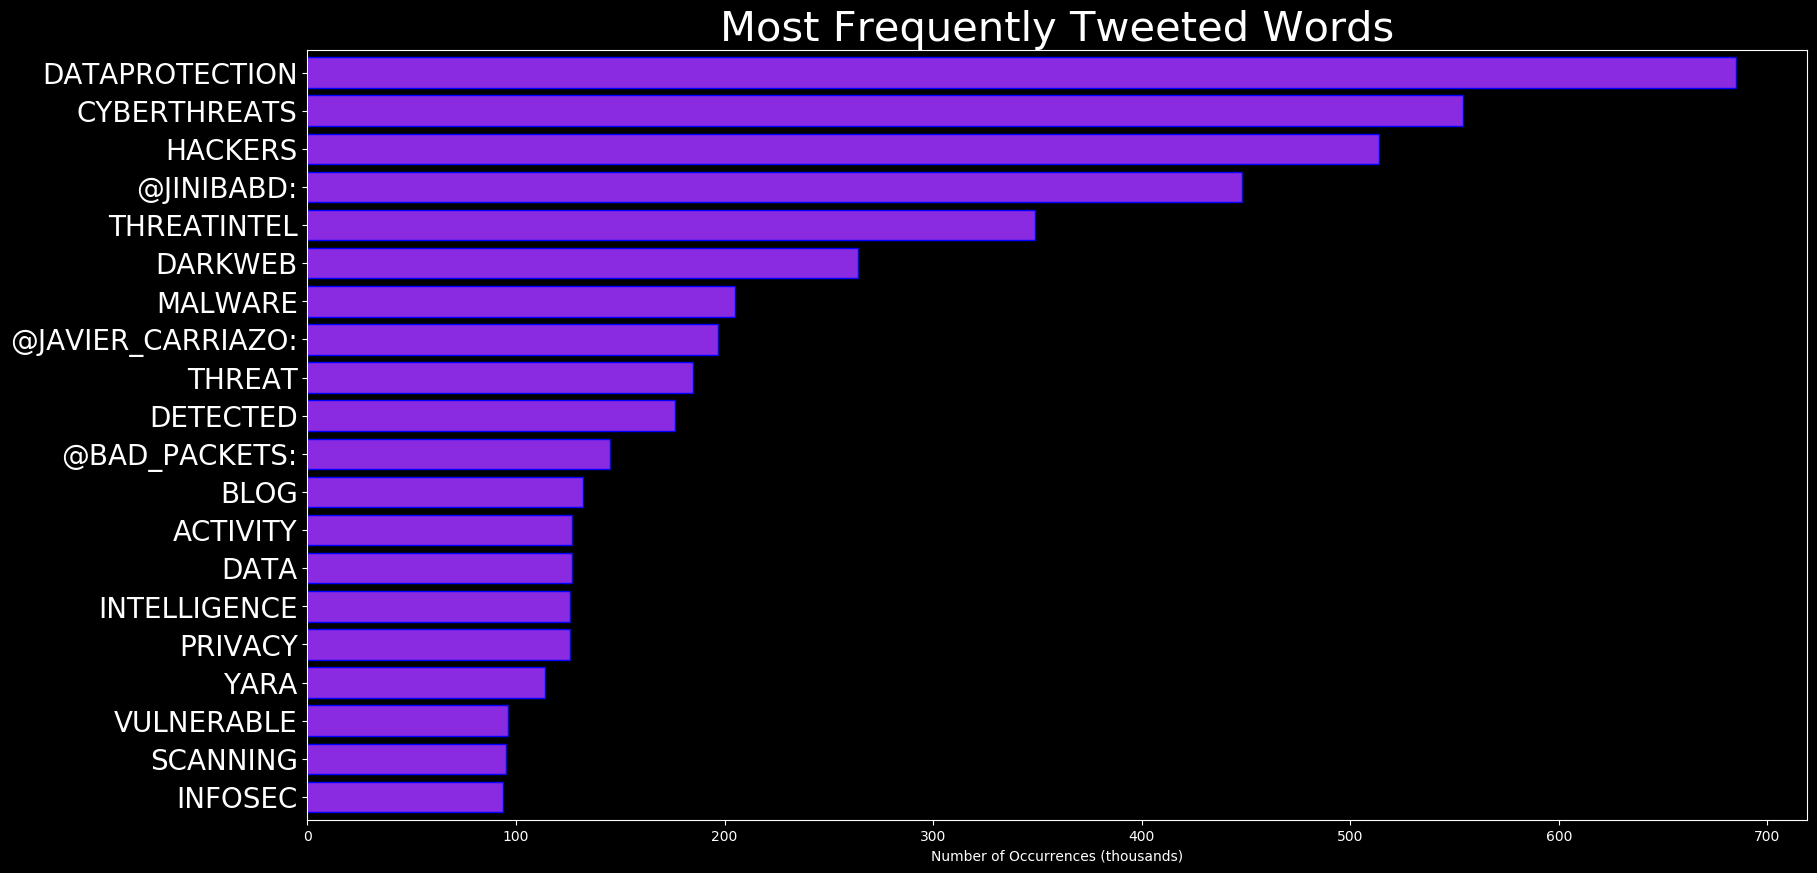 Most Frequently Tweeted Words
DATAPROTECTION
CYBERTHREATS
HACKERS
@JINIBABD:
THREATINTEL
DARKWEB
MALWARE
@JAVIER_CARRIAZO:
THREAT
DETECTED
@BAD_PACKETS:
BLOG
ACTIVITY
DATA
INTELLIGENCE
PRIVACY
YARA
VULNERABLE
SCANNING
INFOSEC
0 100 200 300 400 500 600 700
Number of Occurrences (thousands)